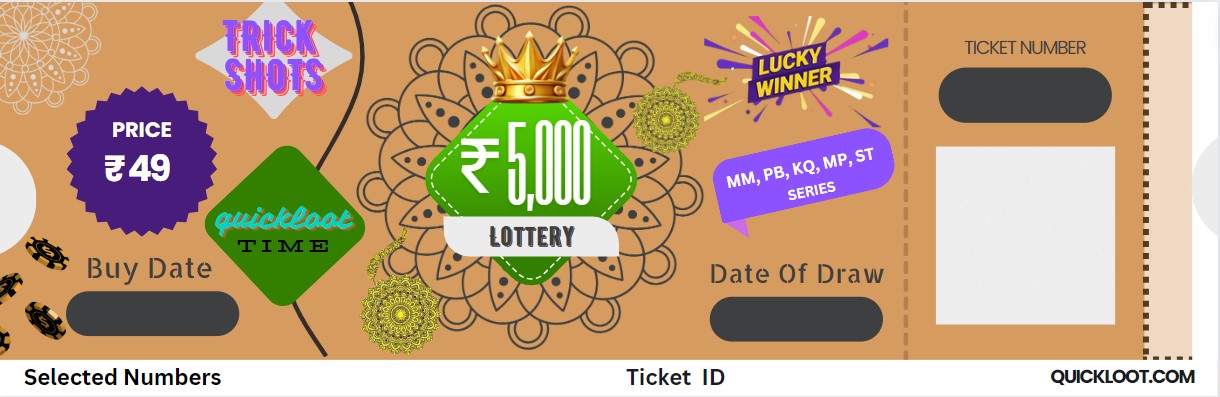 TRICK
SHOTS
PRICE
₹49
quickloot
TIME
Buy Date
₹5,000
LOTTERY
LUCKY
WINNER
MM, PB, KQ, MP, ST
SERIES
Date Of Draw
TICKET NUMBER
Selected Numbers
Ticket ID
QUICKLOOT.COM